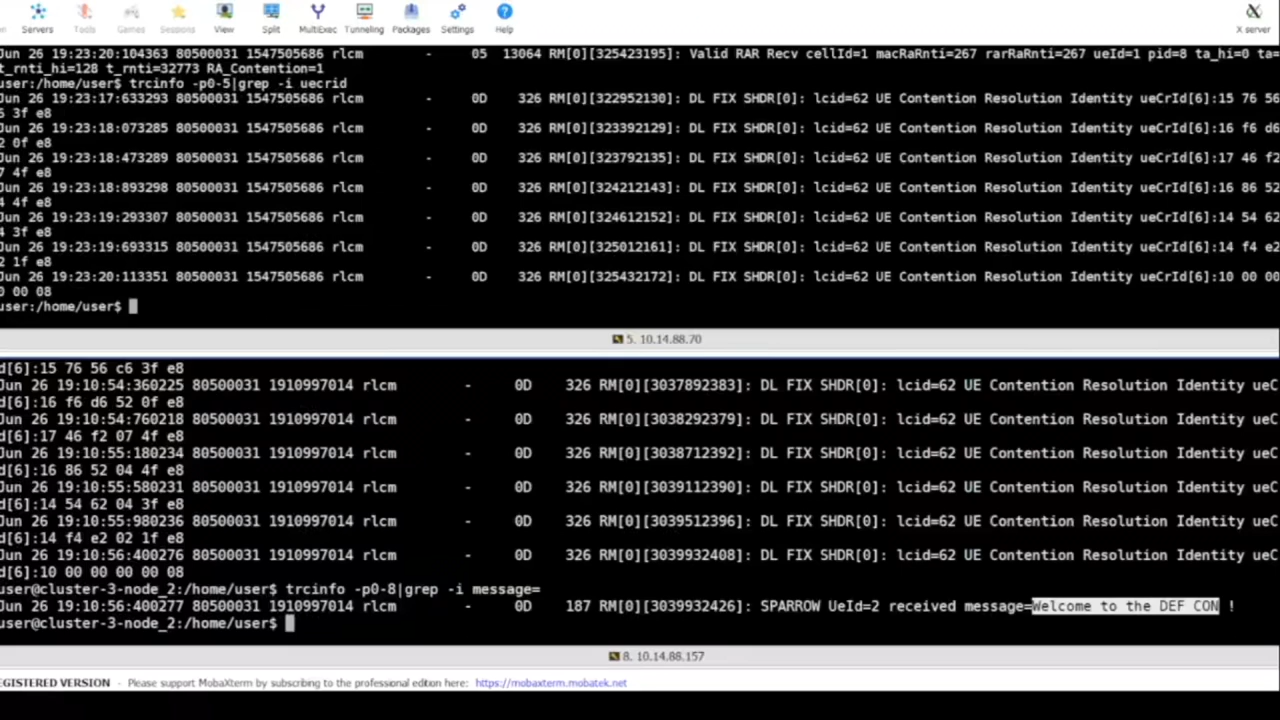 Servers Tools Games Sessions View Split MultiExec Tunneling Packages Settings Help X server
Jun 26 19:23:20:104363 80500031 1547505686 rlcm - 05 13064 RM[0][325423195]: Valid RAR Recv cellId=1 macRaRnti=267 rarRaRnti=267 ueId=1 pid=8 ta_hi=0 ta=
t_rnti_hi=128 t_rnti=32773 RA_Contention=1
user:/home/user$ trcinfo -p0-5|grep -i uecrid
Jun 26 19:23:17:633293 80500031 1547505686 rlcm - 0D 326 RM[0][322952130]: DL FIX SHDR[0]: lcid=62 UE Contention Resolution Identity ueCrId[6]:15 76 56
6 3f e8
Jun 26 19:23:18:073285 80500031 1547505686 rlcm - 0D 326 RM[0][323392129]: DL FIX SHDR[0]: lcid=62 UE Contention Resolution Identity ueCrId[6]:16 f6 d6
2 0f e8
Jun 26 19:23:18:473289 80500031 1547505686 rlcm - 0D 326 RM[0][323792135]: DL FIX SHDR[0]: lcid=62 UE Contention Resolution Identity ueCrId[6]:17 46 f2
7 4f e8
Jun 26 19:23:18:893298 80500031 1547505686 rlcm - 0D 326 RM[0][324212143]: DL FIX SHDR[0]: lcid=62 UE Contention Resolution Identity ueCrId[6]:16 86 52
4 4f e8
Jun 26 19:23:19:293307 80500031 1547505686 rlcm - 0D 326 RM[0][324612152]: DL FIX SHDR[0]: lcid=62 UE Contention Resolution Identity ueCrId[6]:14 54 62
4 3f e8
Jun 26 19:23:19:693315 80500031 1547505686 rlcm - 0D 326 RM[0][325012161]: DL FIX SHDR[0]: lcid=62 UE Contention Resolution Identity ueCrId[6]:14 f4 e2
2 1f e8
Jun 26 19:23:20:113351 80500031 1547505686 rlcm - 0D 326 RM[0][325432172]: DL FIX SHDR[0]: lcid=62 UE Contention Resolution Identity ueCrId[6]:10 00 00
0 00 08
user:/home/user$
5. 10.14.88.70
d[6]:15 76 56 c6 3f e8
Jun 26 19:10:54:360225 80500031 1910997014 rlcm - 0D 326 RM[0][3037892383]: DL FIX SHDR[0]: lcid=62 UE Contention Resolution Identity ueC
d[6]:16 f6 d6 52 0f e8
Jun 26 19:10:54:760218 80500031 1910997014 rlcm - 0D 326 RM[0][3038292379]: DL FIX SHDR[0]: lcid=62 UE Contention Resolution Identity ueC
d[6]:17 46 f2 07 4f e8
Jun 26 19:10:55:180234 80500031 1910997014 rlcm - 0D 326 RM[0][3038712392]: DL FIX SHDR[0]: lcid=62 UE Contention Resolution Identity ueC
d[6]:16 86 52 04 4f e8
Jun 26 19:10:55:580231 80500031 1910997014 rlcm - 0D 326 RM[0][3039112390]: DL FIX SHDR[0]: lcid=62 UE Contention Resolution Identity ueC
d[6]:14 54 62 04 3f e8
Jun 26 19:10:55:980236 80500031 1910997014 rlcm - 0D 326 RM[0][3039512396]: DL FIX SHDR[0]: lcid=62 UE Contention Resolution Identity ueC
d[6]:14 f4 e2 02 1f e8
Jun 26 19:10:56:400276 80500031 1910997014 rlcm - 0D 326 RM[0][3039932408]: DL FIX SHDR[0]: lcid=62 UE Contention Resolution Identity ueC
d[6]:10 00 00 00 00 08
user@cluster-3-node_2:/home/user$ trcinfo -p0-8|grep -i message=
Jun 26 19:10:56:400277 80500031 1910997014 rlcm - 0D 187 RM[0][3039932426]: SPARROW UeId=2 received message=Welcome to the DEF CON !
user@cluster-3-node_2:/home/user$
8. 10.14.88.157
EGISTERED VERSION - Please support MobaXterm by subscribing to the professional edition here: https://mobaxterm.mobatek.net